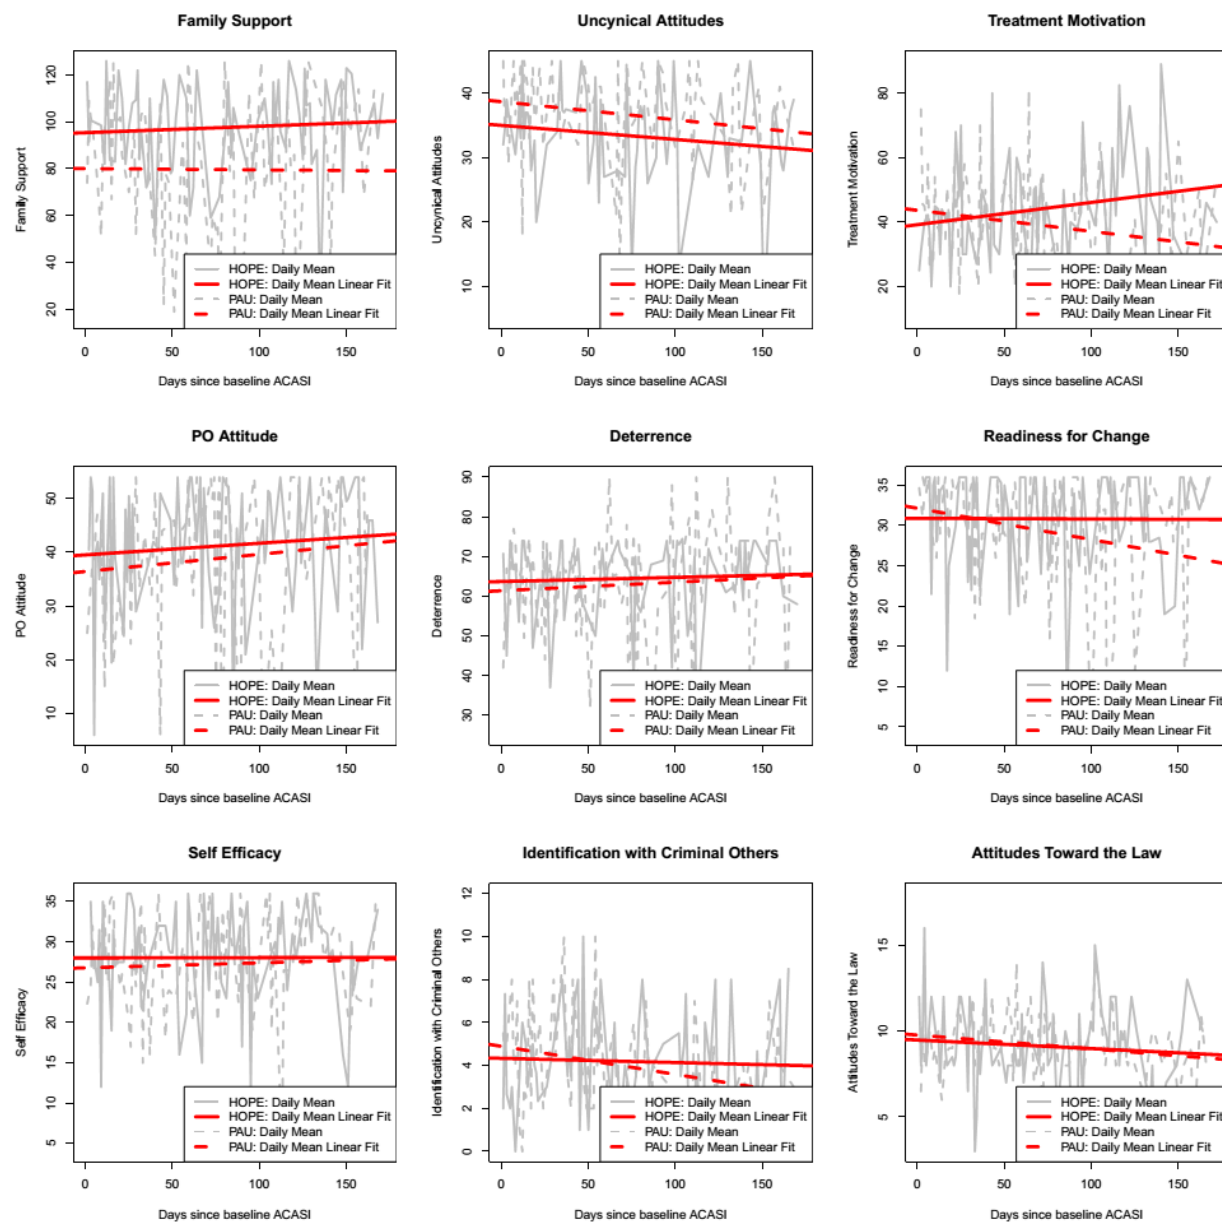 Family Support
Family Support
20 40 60 80 100 120
HOPE: Daily Mean
HOPE: Daily Mean Linear Fit
PAU: Daily Mean
PAU: Daily Mean Linear Fit
0 50 100 150
Days since baseline ACASI
Uncynical Attitudes
Uncynical Attitudes
10 20 30 40
HOPE: Daily Mean
HOPE: Daily Mean Linear Fit
PAU: Daily Mean
PAU: Daily Mean Linear Fit
0 50 100 150
Days since baseline ACASI
Treatment Motivation
Treatment Motivation
20 40 60 80
HOPE: Daily Mean
HOPE: Daily Mean Linear Fit
PAU: Daily Mean
PAU: Daily Mean Linear Fit
0 50 100 150
Days since baseline ACASI
PO Attitude
PO Attitude
10 20 30 40 50
HOPE: Daily Mean
HOPE: Daily Mean Linear Fit
PAU: Daily Mean
PAU: Daily Mean Linear Fit
0 50 100 150
Days since baseline ACASI
Deterrence
Deterrence
30 40 50 60 70 80 90
HOPE: Daily Mean
HOPE: Daily Mean Linear Fit
PAU: Daily Mean
PAU: Daily Mean Linear Fit
0 50 100 150
Days since baseline ACASI
Readiness for Change
Readiness for Change
5 10 15 20 25 30 35
HOPE: Daily Mean
HOPE: Daily Mean Linear Fit
PAU: Daily Mean
PAU: Daily Mean Linear Fit
0 50 100 150
Days since baseline ACASI
Self Efficacy
Self Efficacy
5 10 15 20 25 30 35
HOPE: Daily Mean
HOPE: Daily Mean Linear Fit
PAU: Daily Mean
PAU: Daily Mean Linear Fit
0 50 100 150
Days since baseline ACASI
Identification with Criminal Others
Identification with Criminal Others
0 2 4 6 8 10 12
HOPE: Daily Mean
HOPE: Daily Mean Linear Fit
PAU: Daily Mean
PAU: Daily Mean Linear Fit
0 50 100 150
Days since baseline ACASI
Attitudes Toward the Law
Attitudes Toward the Law
5 10 15
HOPE: Daily Mean
HOPE: Daily Mean Linear Fit
PAU: Daily Mean
PAU: Daily Mean Linear Fit
0 50 100 150
Days since baseline ACASI